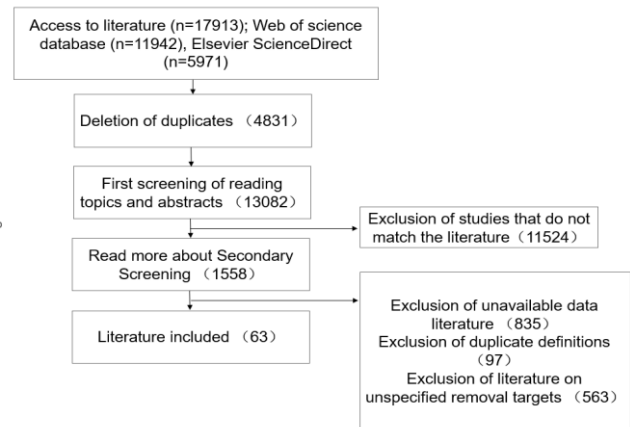 Access to literature (n=17913); Web of science
database (n=11942), Elsevier ScienceDirect
(n=5971)
Deletion of duplicates （4831）
First screening of reading
topics and abstracts （13082）
Exclusion of studies that do not
match the literature（11524）
Read more about Secondary
Screening （1558）
Exclusion of unavailable data
literature （835）
Exclusion of duplicate definitions
（97）
Exclusion of literature on
unspecified removal targets （563）
Literature included （63）